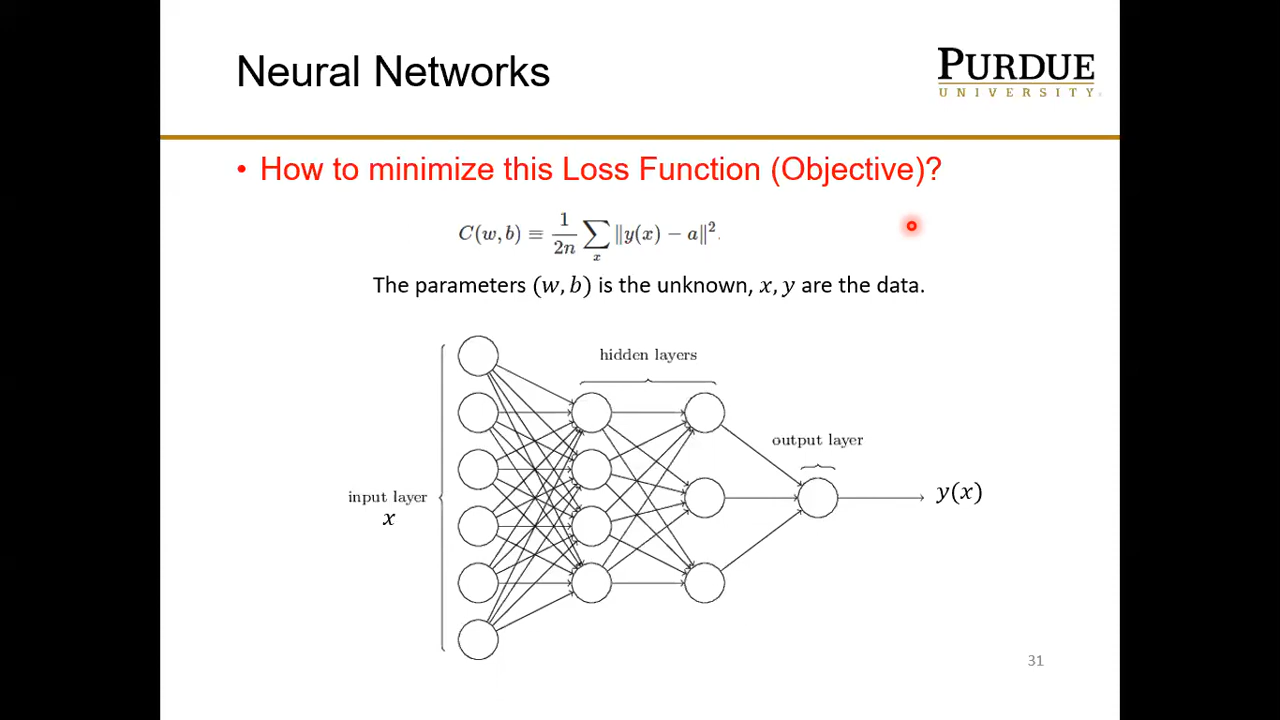 Neural Networks
PURDUE
UNIVERSITY
• How to minimize this Loss Function (Objective)?
C(w, b) ≡ 1/2n ∑x ‖y(x) − a‖².
The parameters (w, b) is the unknown, x, y are the data.
hidden layers
output layer
input layer
x
y(x)
31